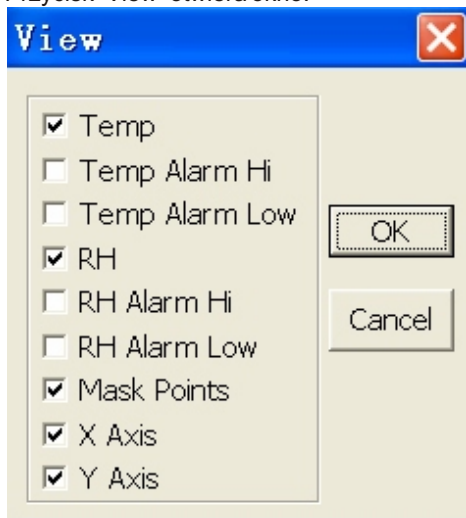 View
Temp
Temp Alarm Hi
Temp Alarm Low
RH
RH Alarm Hi
RH Alarm Low
Mask Points
X Axis
Y Axis
OK
Cancel